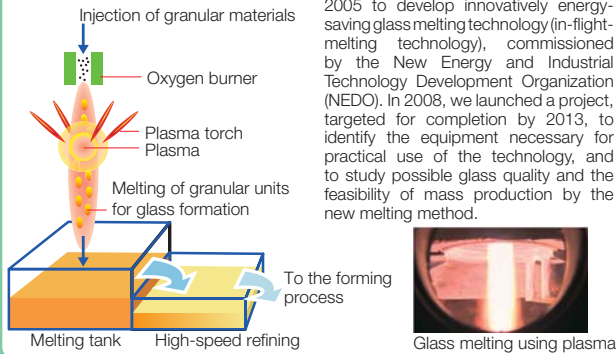 Injection of granular materials
Oxygen burner
Plasma torch
Plasma
Melting of granular units
for glass formation
To the forming
process
Melting tank
High-speed refining
2005 to develop innovatively energy-
saving glass melting technology (in-flight-
melting technology), commissioned
by the New Energy and Industrial
Technology Development Organization
(NEDO). In 2008, we launched a project,
targeted for completion by 2013, to
identify the equipment necessary for
practical use of the technology, and
to study possible glass quality and the
feasibility of mass production by the
new melting method.
Glass melting using plasma